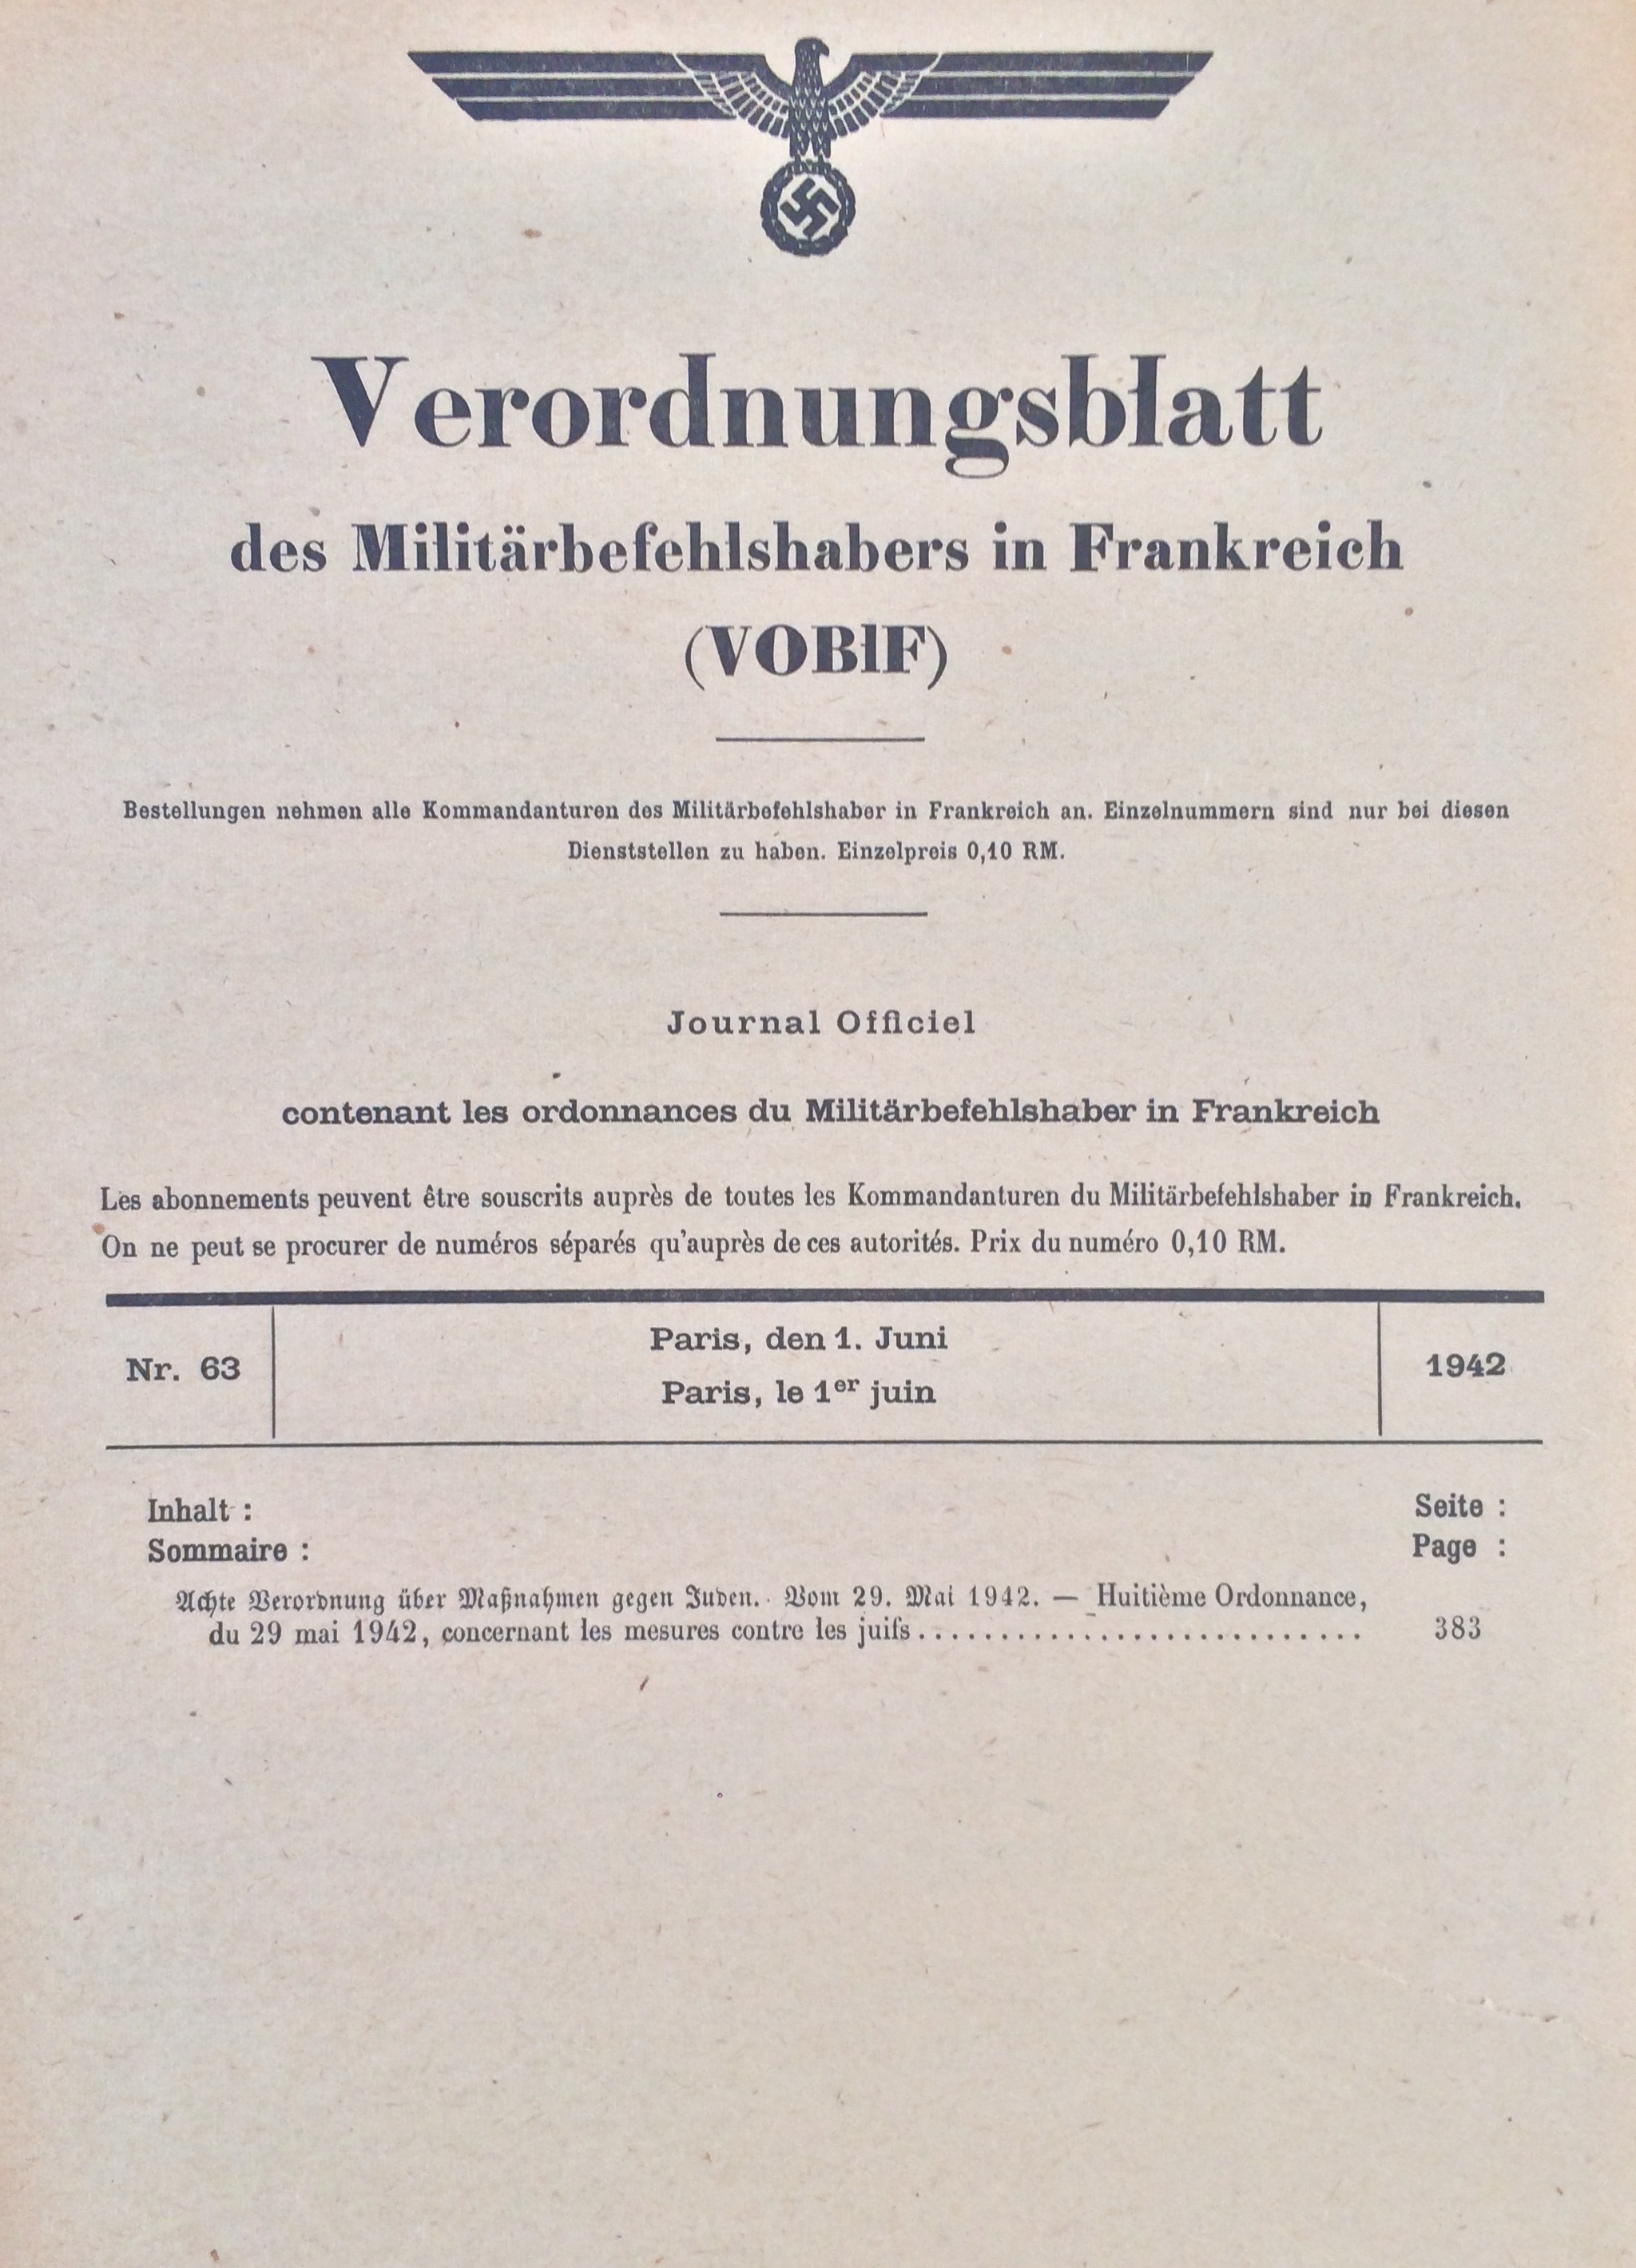 Verordnungsblatt
des Militärbefehlshabers in Frankreich
(VOBlF)
Bestellungen nehmen alle Kommandanturen des Militärbefehlshaber in Frankreich an. Einzelnummern sind nur bei diesen
Dienststellen zu haben. Einzelpreis 0,10 RM.
Journal Officiel
contenant les ordonnances du Militärbefehlshaber in Frankreich
Les abonnements peuvent être souscrits auprès de toutes les Kommandanturen du Militärbefehlshaber in Frankreich.
On ne peut se procurer de numéros séparés qu'auprès de ces autorités. Prix du numéro 0,10 RM.
Nr. 63
Paris, den 1. Juni
Paris, le 1er juin
1942
Inhalt : Seite :
Sommaire : Page :
Achte Verordnung über Maßnahmen gegen Juden. Vom 29. Mai 1942. — Huitième Ordonnance,
du 29 mai 1942, concernant les mesures contre les juifs ........................... 383